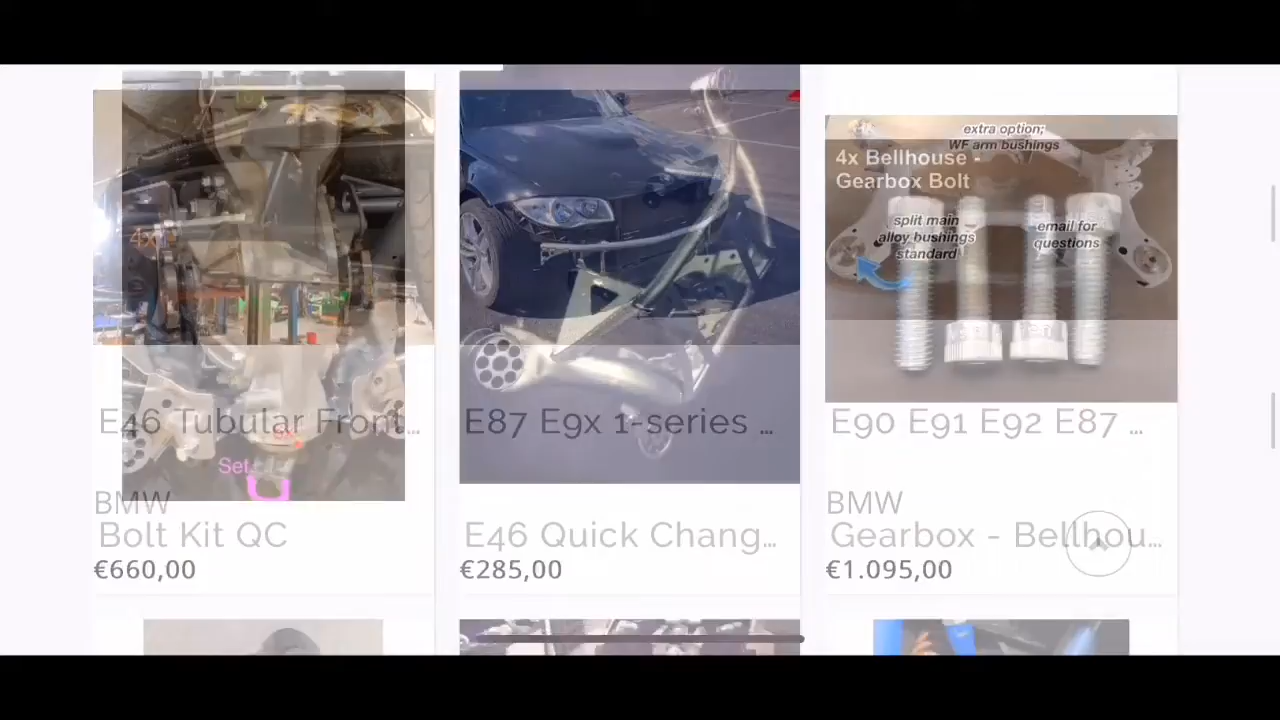 extra option;
WF arm bushings
4x Bellhouse -
Gearbox Bolt
split main
alloy bushings
standard
email for
questions
4x
E46 Tubular Front...
E87 E9x 1-series ...
E90 E91 E92 E87 ...
Set
BMW
BMW
Bolt Kit QC
E46 Quick Chang...
Gearbox - Bellhou...
€660,00
€285,00
€1.095,00